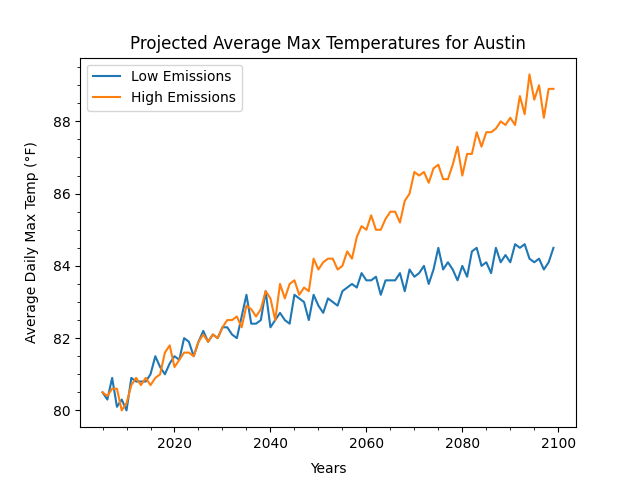 Projected Average Max Temperatures for Austin
Low Emissions
High Emissions
Average Daily Max Temp (°F)
88
86
84
82
80
2020
2040
2060
2080
2100
Years